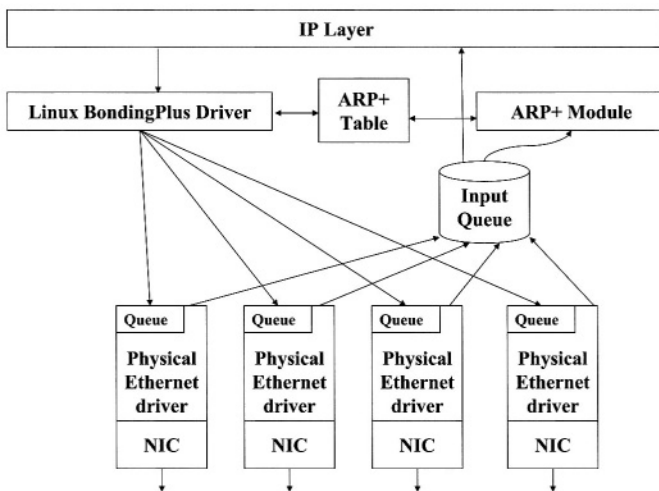 IP Layer
Linux BondingPlus Driver
ARP+
Table
ARP+ Module
Input
Queue
Queue
Queue
Queue
Queue
Physical
Ethernet
driver
Physical
Ethernet
driver
Physical
Ethernet
driver
Physical
Ethernet
driver
NIC
NIC
NIC
NIC